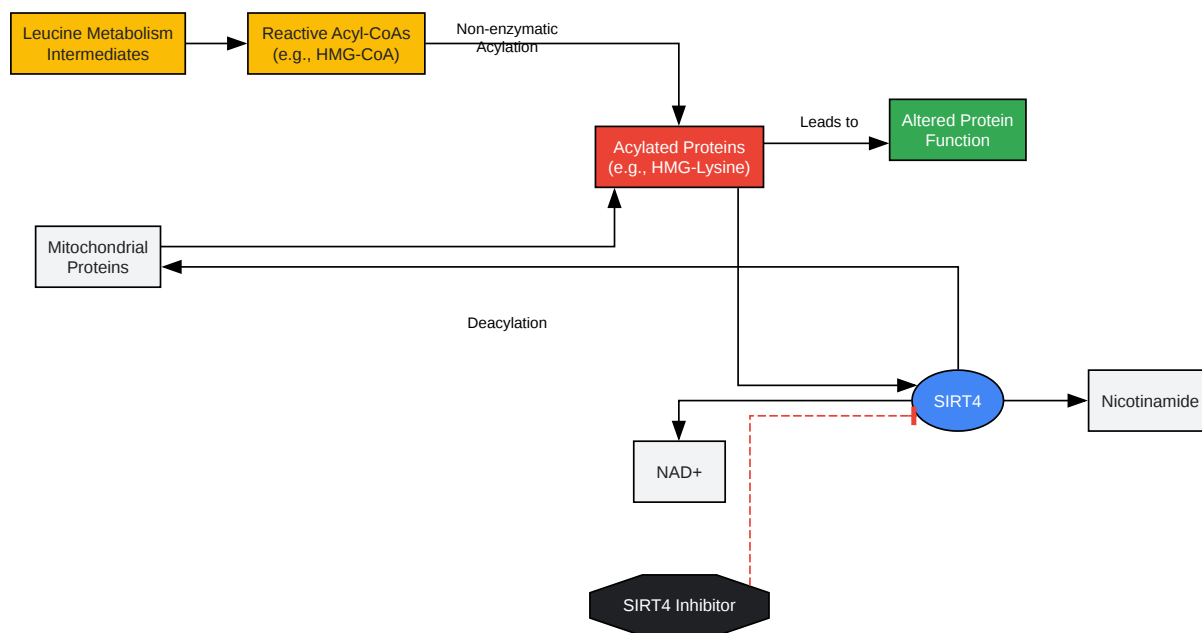 Leucine Metabolism
Intermediates
Reactive Acyl-CoAs
(e.g., HMG-CoA)
Non-enzymatic
Acylation
Acylated Proteins
(e.g., HMG-Lysine)
Leads to
Altered Protein
Function
Mitochondrial
Proteins
Deacylation
SIRT4
Nicotinamide
NAD+
SIRT4 Inhibitor